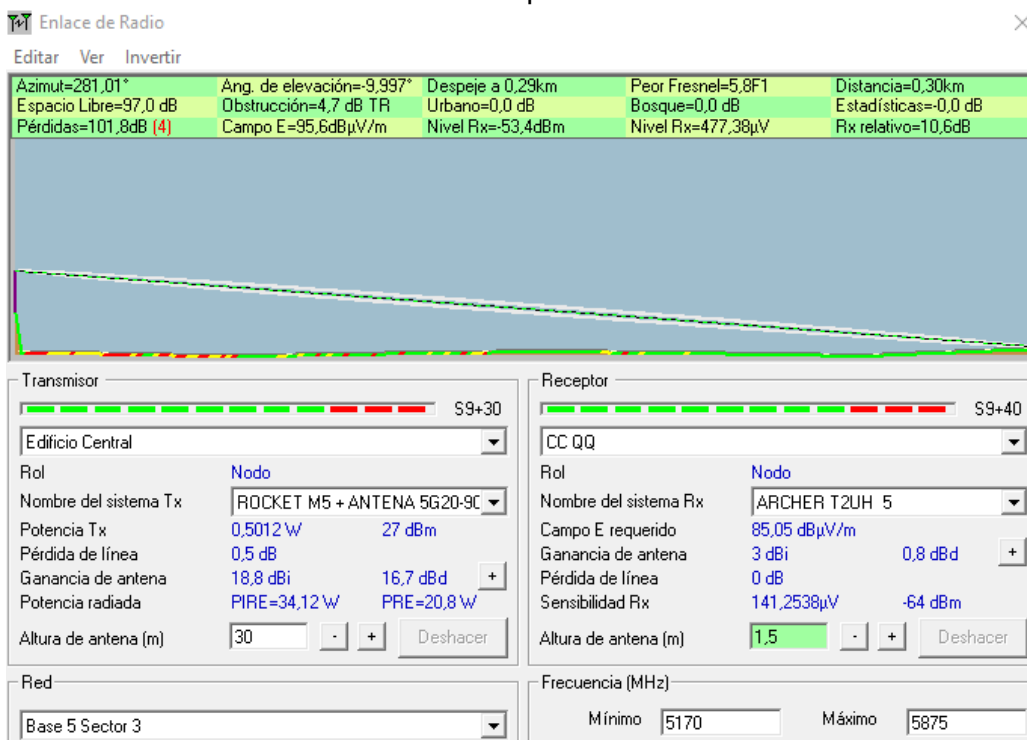 Enlace de Radio
Editar Ver Invertir
Azimut=281,01° Ang. de elevación=-9,997° Despeje a 0,29km Peor Fresnel=5,8F1 Distancia=0,30km
Espacio Libre=97,0 dB Obstrucción=4,7 dB TR Urbano=0,0 dB Bosque=0,0 dB Estadísticas=-0,0 dB
Pérdidas=101,8dB (4) Campo E=95,6dBµV/m Nivel Rx=-53,4dBm Nivel Rx=477,38µV Rx relativo=10,6dB
Transmisor
S9+30
Edificio Central
Rol Nodo
Nombre del sistema Tx ROCKET M5 + ANTENA 5G20-90
Potencia Tx 0,5012 W 27 dBm
Pérdida de línea 0,5 dB
Ganancia de antena 18,8 dBi 16,7 dBd +
Potencia radiada PIRE=34,12 W PRE=20,8 W
Altura de antena (m) 30 - + Deshacer
Red
Base 5 Sector 3
Receptor
S9+40
CC QQ
Rol Nodo
Nombre del sistema Rx ARCHER T2UH 5
Campo E requerido 85,05 dBµV/m
Ganancia de antena 3 dBi 0,8 dBd +
Pérdida de línea 0 dB
Sensibilidad Rx 141,2538µV -64 dBm
Altura de antena (m) 1,5 - + Deshacer
Frecuencia (MHz)
Mínimo 5170 Máximo 5875